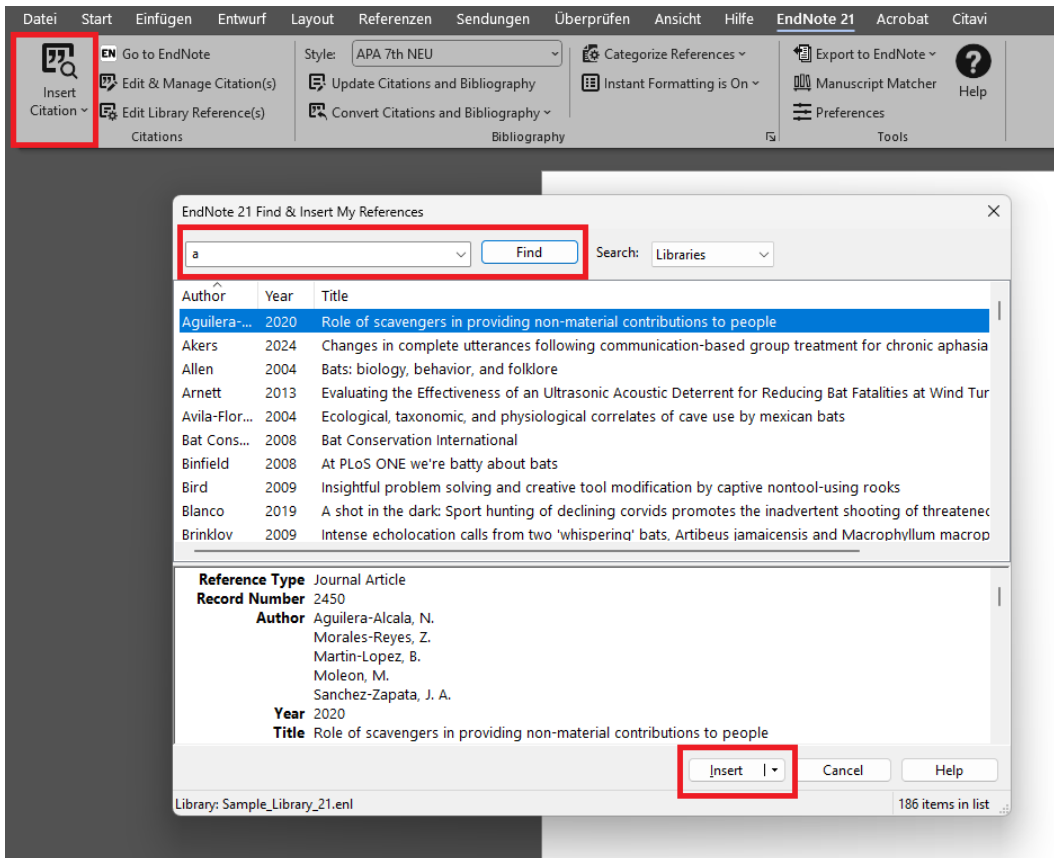 Datei Start Einfügen Entwurf Layout Referenzen Sendungen Überprüfen Ansicht Hilfe EndNote 21 Acrobat Citavi
Insert
Citation
EN Go to EndNote
Edit & Manage Citation(s)
Edit Library Reference(s)
Citations
Style: APA 7th NEU
Update Citations and Bibliography
Convert Citations and Bibliography
Categorize References
Instant Formatting is On
Bibliography
Export to EndNote
Manuscript Matcher
Preferences
Help
Tools
EndNote 21 Find & Insert My References
a Find Search: Libraries
Author Year Title
Aguilera-... 2020 Role of scavengers in providing non-material contributions to people
Akers 2024 Changes in complete utterances following communication-based group treatment for chronic aphasia
Allen 2004 Bats: biology, behavior, and folklore
Arnett 2013 Evaluating the Effectiveness of an Ultrasonic Acoustic Deterrent for Reducing Bat Fatalities at Wind Tur
Avila-Flor... 2004 Ecological, taxonomic, and physiological correlates of cave use by mexican bats
Bat Cons... 2008 Bat Conservation International
Binfield 2008 At PLoS ONE we're batty about bats
Bird 2009 Insightful problem solving and creative tool modification by captive nontool-using rooks
Blanco 2019 A shot in the dark: Sport hunting of declining corvids promotes the inadvertent shooting of threatenec
Brinklov 2009 Intense echolocation calls from two 'whispering' bats, Artibeus jamaicensis and Macrophyllum macrop
Reference Type Journal Article
Record Number 2450
Author Aguilera-Alcala, N.
Morales-Reyes, Z.
Martin-Lopez, B.
Moleon, M.
Sanchez-Zapata, J. A.
Year 2020
Title Role of scavengers in providing non-material contributions to people
Insert Cancel Help
Library: Sample_Library_21.enl 186 items in list